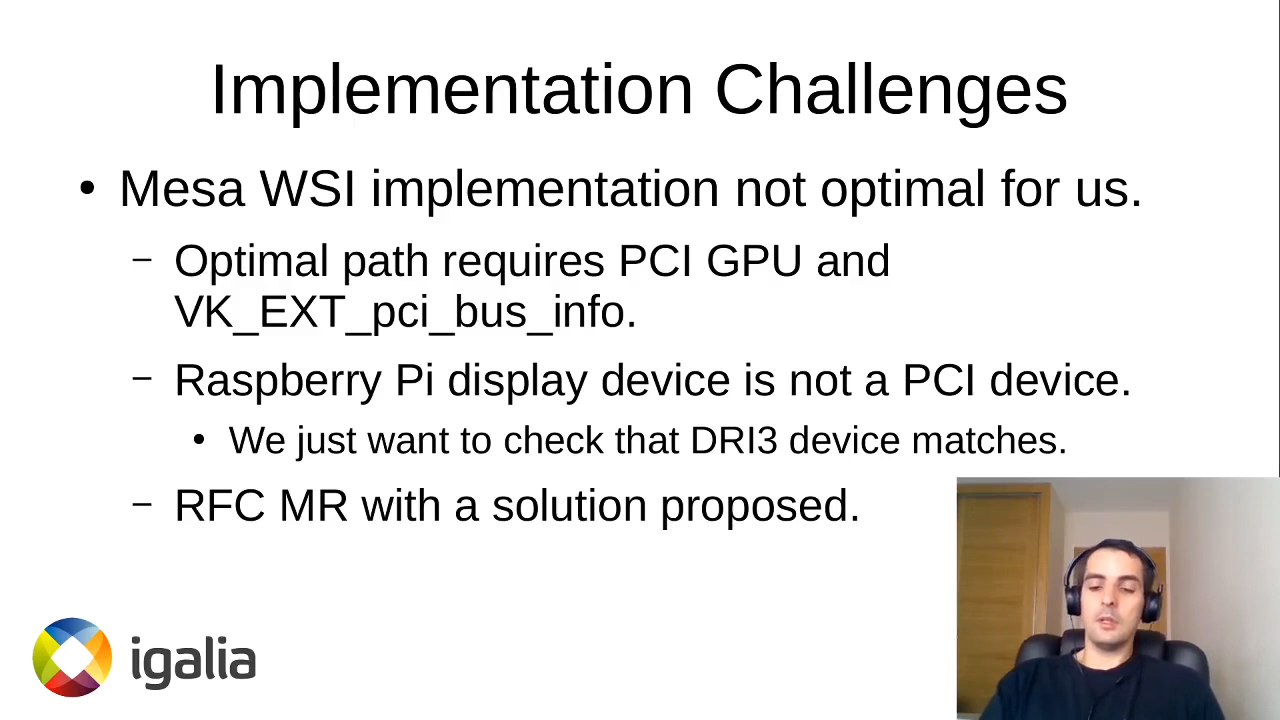 Implementation Challenges
• Mesa WSI implementation not optimal for us.
– Optimal path requires PCI GPU and
VK_EXT_pci_bus_info.
– Raspberry Pi display device is not a PCI device.
• We just want to check that DRI3 device matches.
– RFC MR with a solution proposed.
igalia